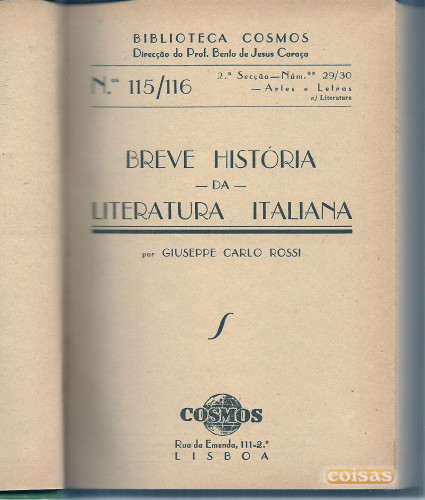 BIBLIOTECA COSMOS
Direcção do Prof. Bento de Jesus Caraça
N.os 115/116
2.ª Secção—Núm.os 29/30
—Artes e Letras
a) Literatura
BREVE HISTÓRIA
— DA —
LITERATURA ITALIANA
por GIUSEPPE CARLO ROSSI
COSMOS
Rua da Emenda, 111-2.º
LISBOA
coisas